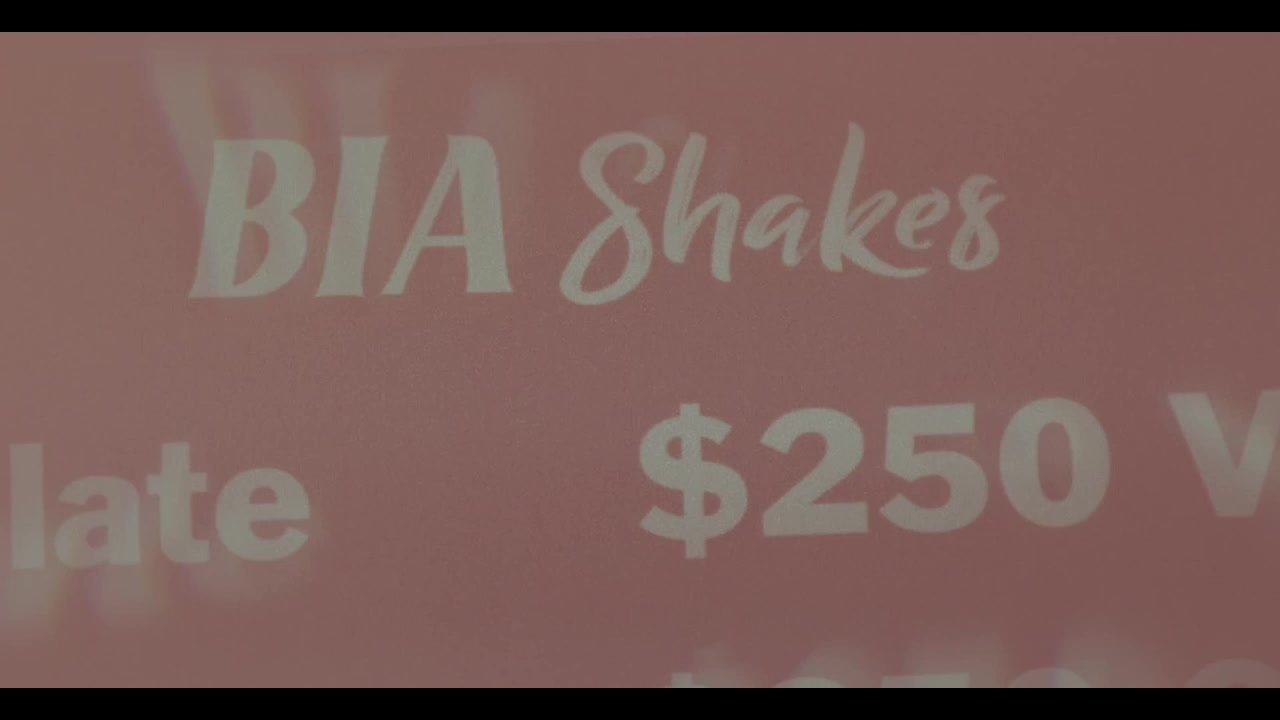 BIA Shakes
late $250 V